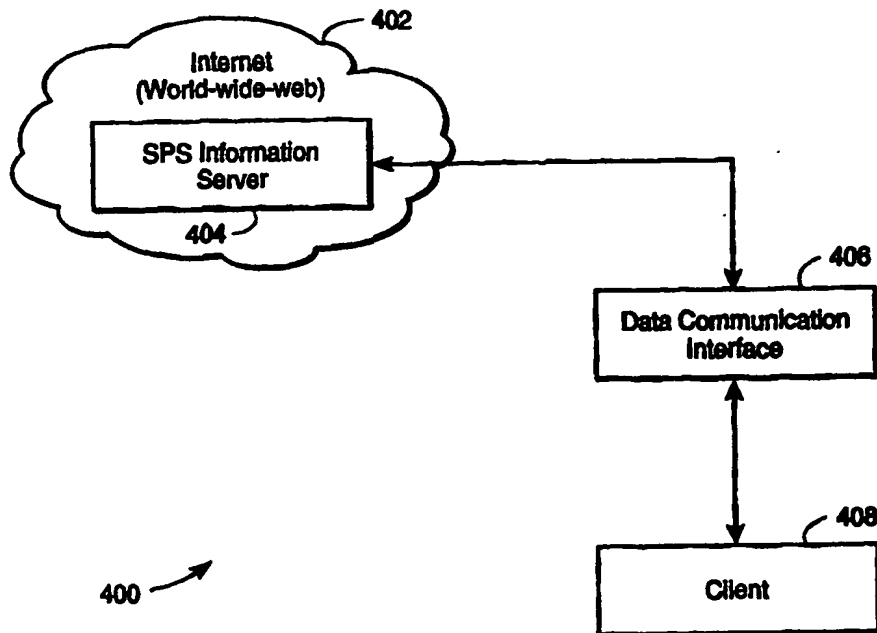 402
Internet
(World-wide-web)
SPS Information
Server
404
406
Data Communication
Interface
408
Client
400